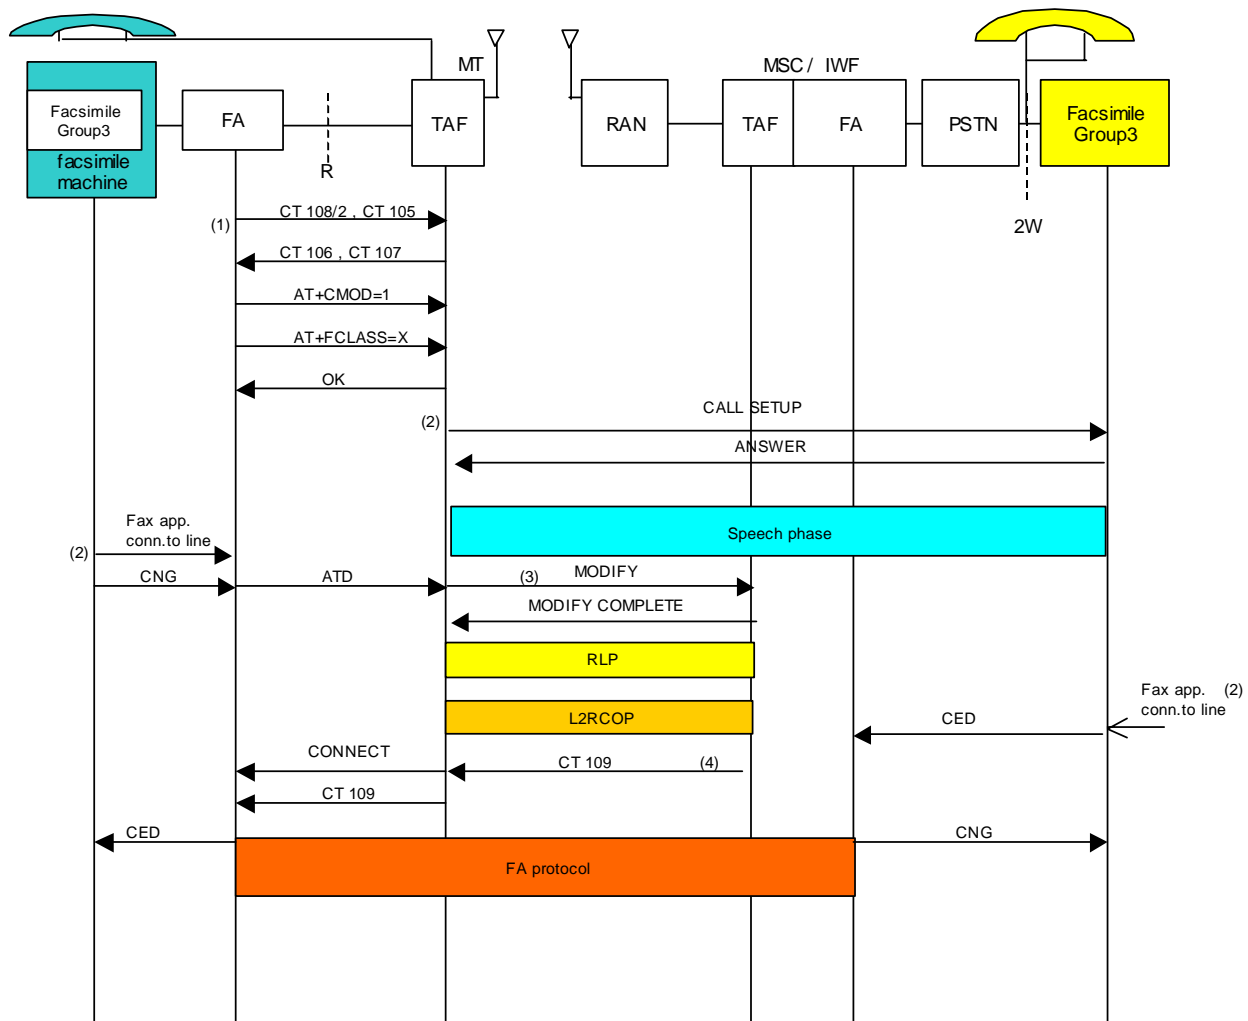 MT
MSC / IWF
Facsimile
Group3
facsimile
machine
FA
R
TAF
RAN
TAF
FA
PSTN
Facsimile
Group3
2W
(1)
CT 108/2 , CT 105
CT 106 , CT 107
AT+CMOD=1
AT+FCLASS=X
OK
(2)
CALL SETUP
ANSWER
Speech phase
Fax app.
conn.to line
(2)
CNG
ATD
(3)
MODIFY
MODIFY COMPLETE
RLP
L2RCOP
Fax app. (2)
conn.to line
CED
CONNECT
CT 109
(4)
CT 109
CED
CNG
FA protocol